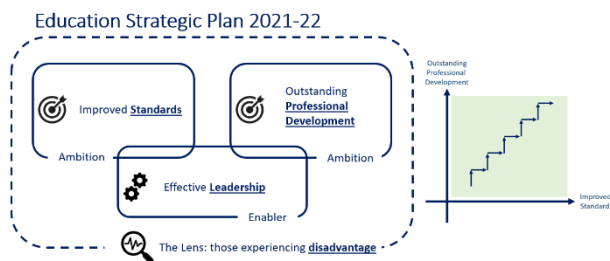 Education Strategic Plan 2021-22
Improved Standards
Ambition
Outstanding
Professional
Development
Ambition
Effective Leadership
Enabler
The Lens: those experiencing disadvantage
Outstanding
Professional
Development
Improved
Standard